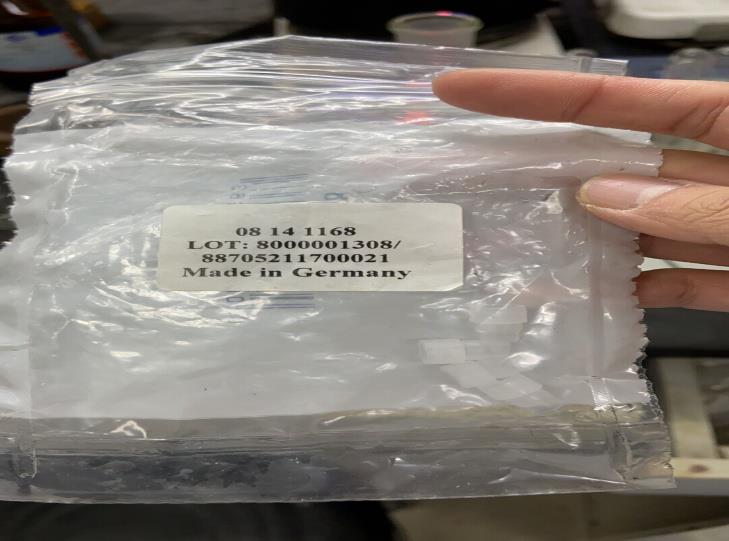 08 14 1168
LOT: 8000001308/
88705211700021
Made in Germany